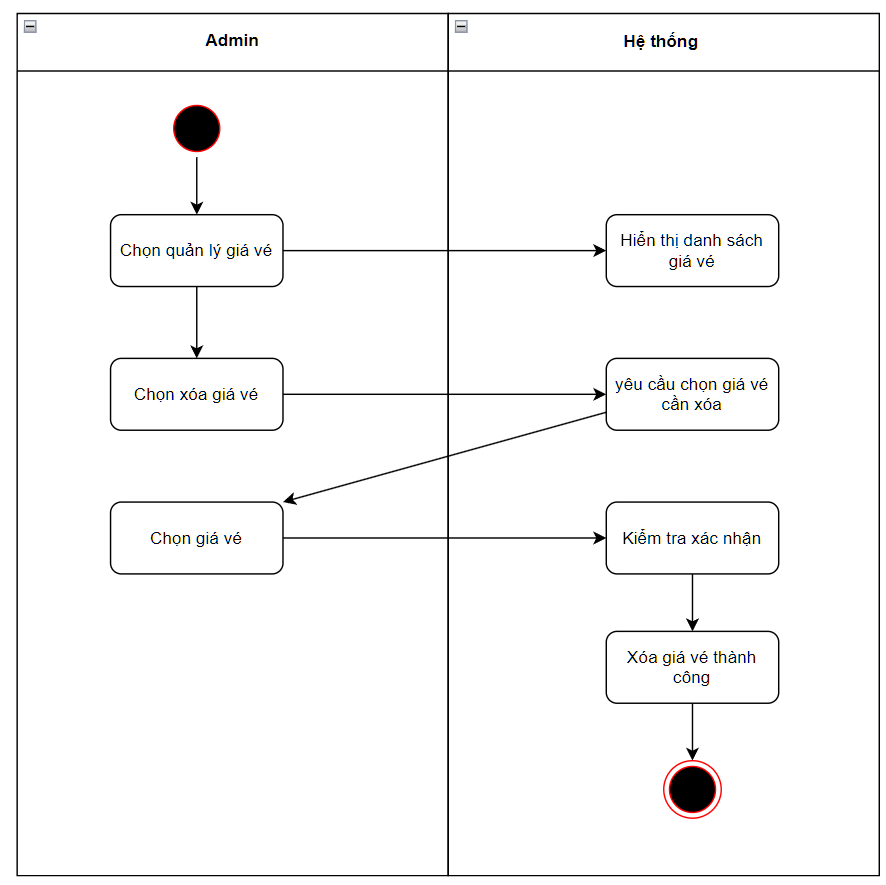 Admin
Hệ thống
Chọn quản lý giá vé
Hiển thị danh sách
giá vé
Chọn xóa giá vé
yêu cầu chọn giá vé
cần xóa
Chọn giá vé
Kiểm tra xác nhận
Xóa giá vé thành
công